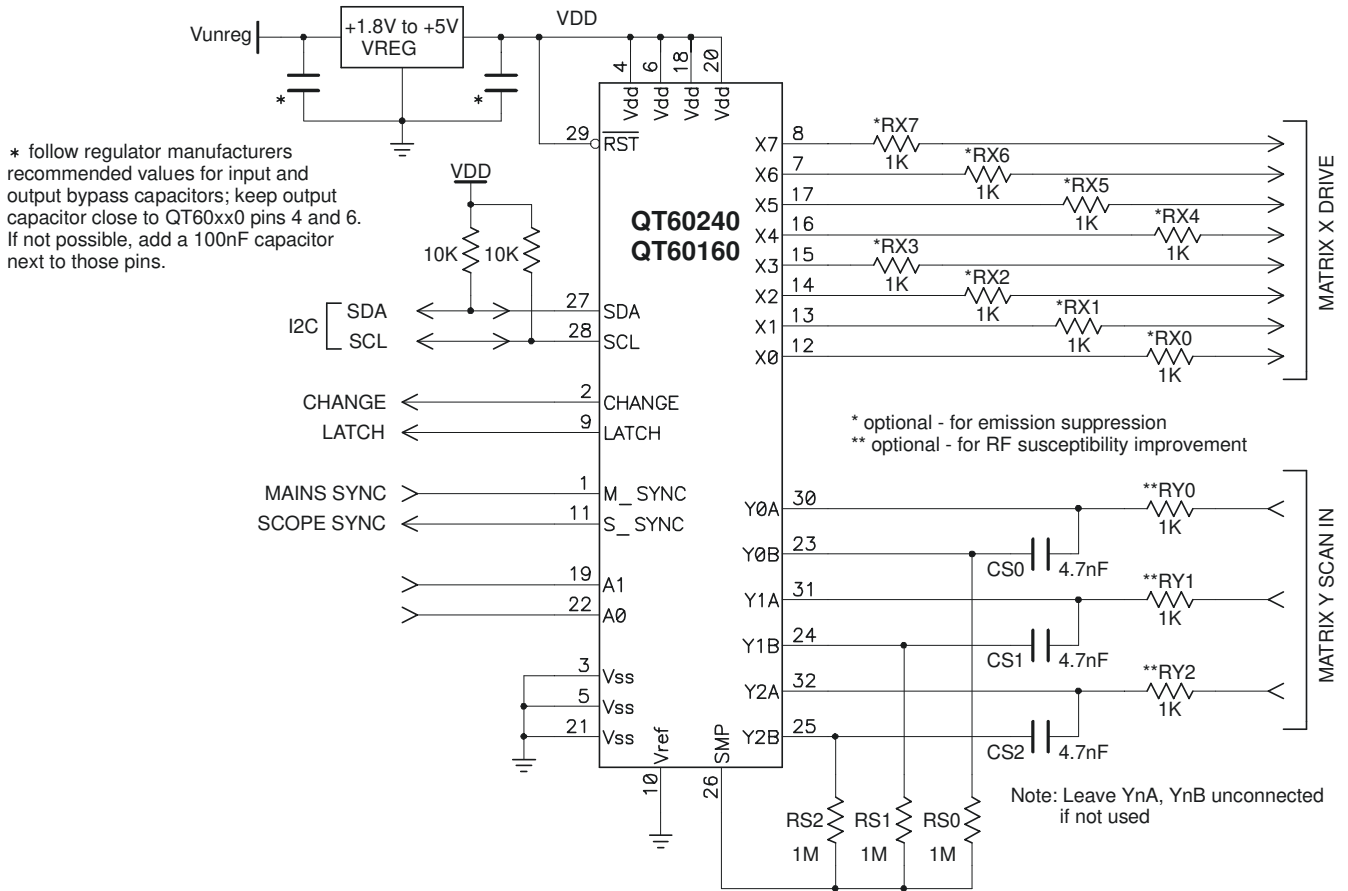 Vunreg
+1.8V to +5V
VREG
VDD
*
*
4
6
18
20
Vdd
Vdd
Vdd
Vdd
29
RST
* follow regulator manufacturers
recommended values for input and
output bypass capacitors; keep output
capacitor close to QT60xx0 pins 4 and 6.
If not possible, add a 100nF capacitor
next to those pins.
VDD
10K
10K
QT60240
QT60160
I2C
SDA
27
SDA
SCL
28
SCL
CHANGE
2
CHANGE
LATCH
9
LATCH
MAINS SYNC
1
M_SYNC
SCOPE SYNC
11
S_SYNC
19
A1
22
A0
3
Vss
5
Vss
21
Vss
Vref
10
SMP
26
X7
8
*RX7
1K
X6
7
*RX6
1K
X5
17
*RX5
1K
X4
16
*RX4
1K
X3
15
*RX3
1K
X2
14
*RX2
1K
X1
13
*RX1
1K
X0
12
*RX0
1K
MATRIX X DRIVE
* optional - for emission suppression
** optional - for RF susceptibility improvement
Y0A
30
**RY0
1K
Y0B
23
CS0
4.7nF
Y1A
31
**RY1
1K
Y1B
24
CS1
4.7nF
Y2A
32
**RY2
1K
Y2B
25
CS2
4.7nF
MATRIX Y SCAN IN
RS2
1M
RS1
1M
RS0
1M
Note: Leave YnA, YnB unconnected
if not used